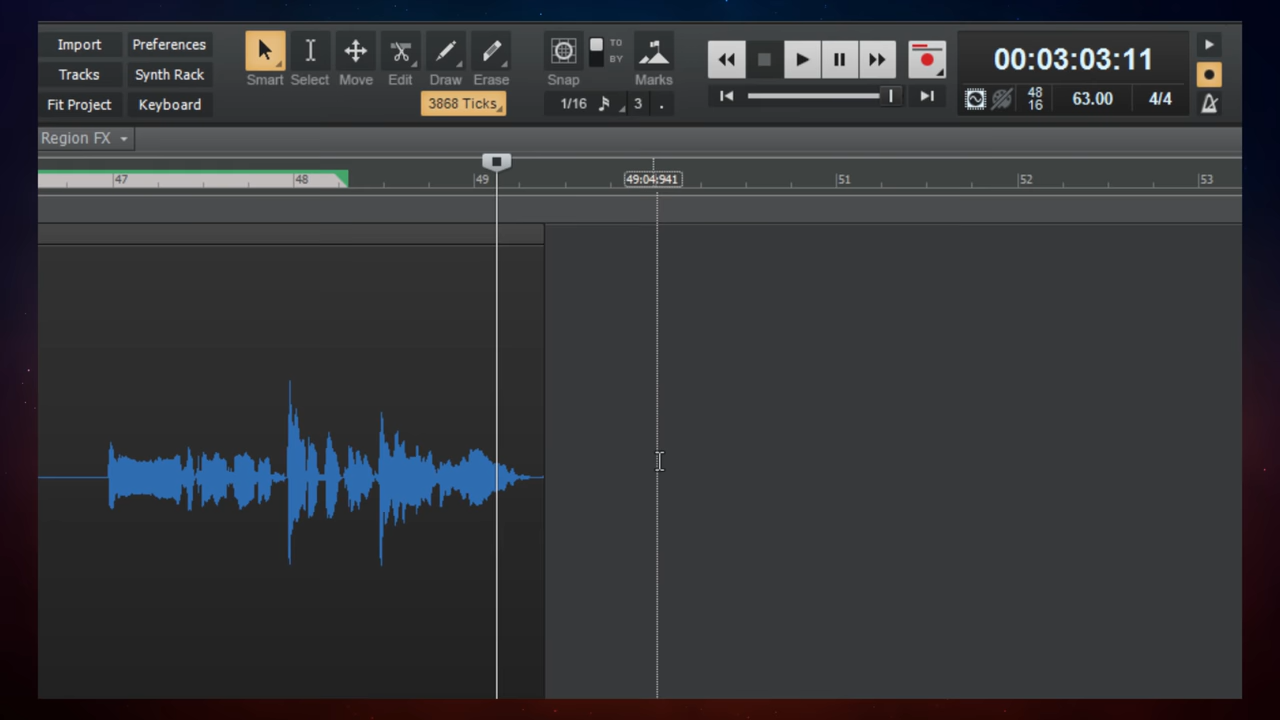 Import Preferences
Tracks Synth Rack
Fit Project Keyboard
Smart Select Move Edit Draw Erase
3868 Ticks
Snap
TO
BY
Marks
1/16 3 .
00:03:03:11
48
16
63.00
4/4
Region FX
47 48 49 49:04:941 51 52 53